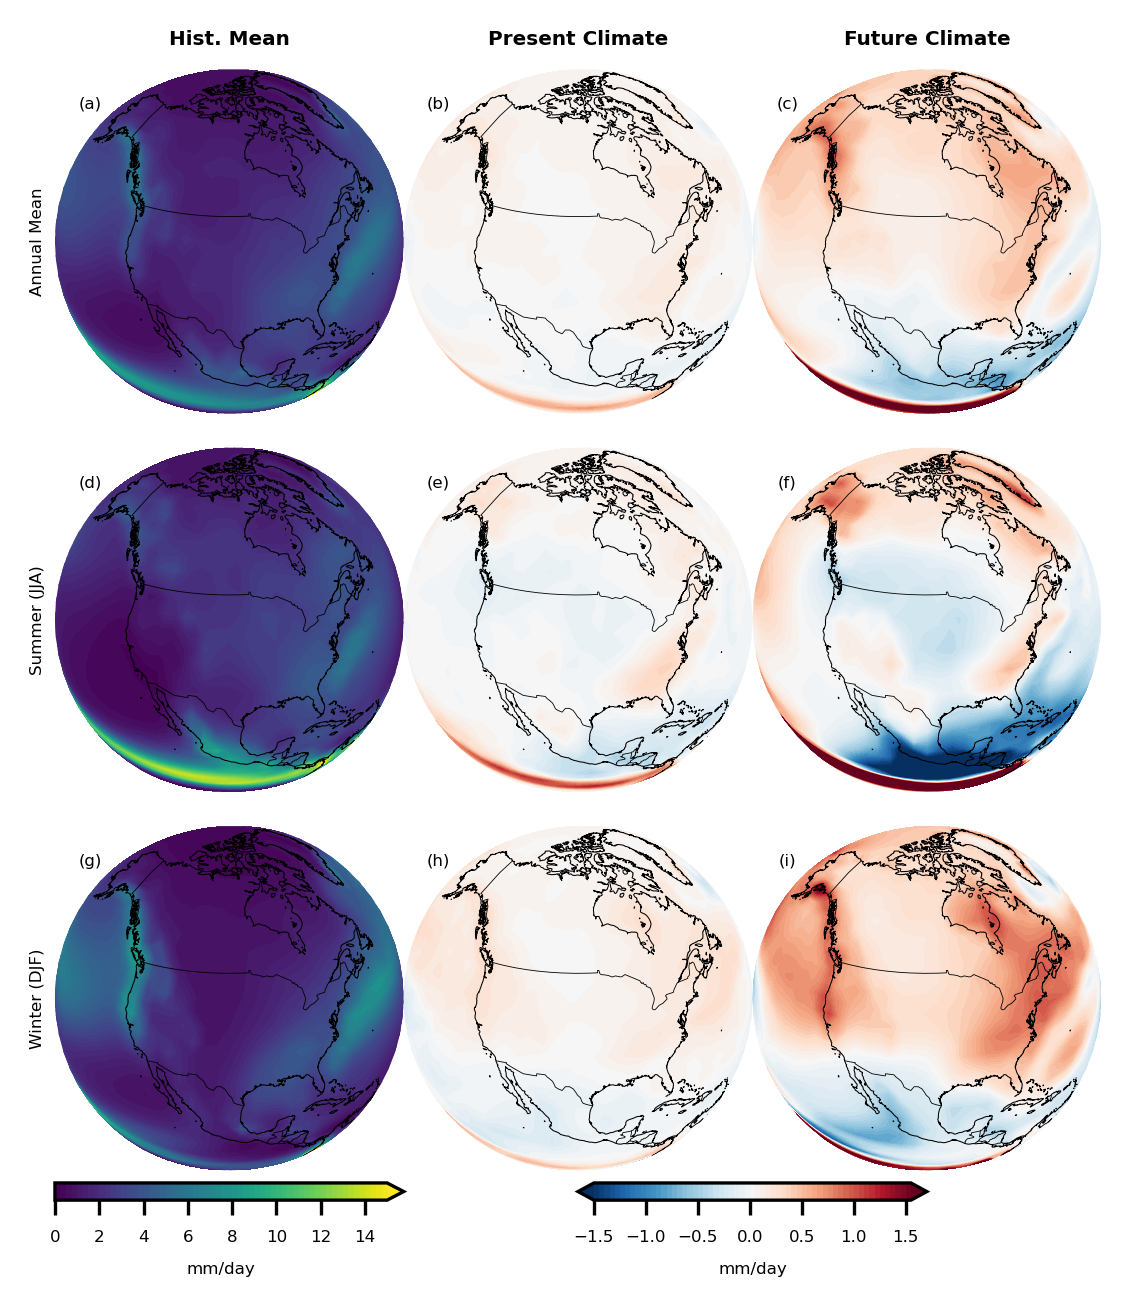 Hist. Mean Present Climate Future Climate
(a) (b) (c)
Annual Mean
(d) (e) (f)
Summer (JJA)
(g) (h) (i)
Winter (DJF)
0 2 4 6 8 10 12 14
mm/day
−1.5 −1.0 −0.5 0.0 0.5 1.0 1.5
mm/day